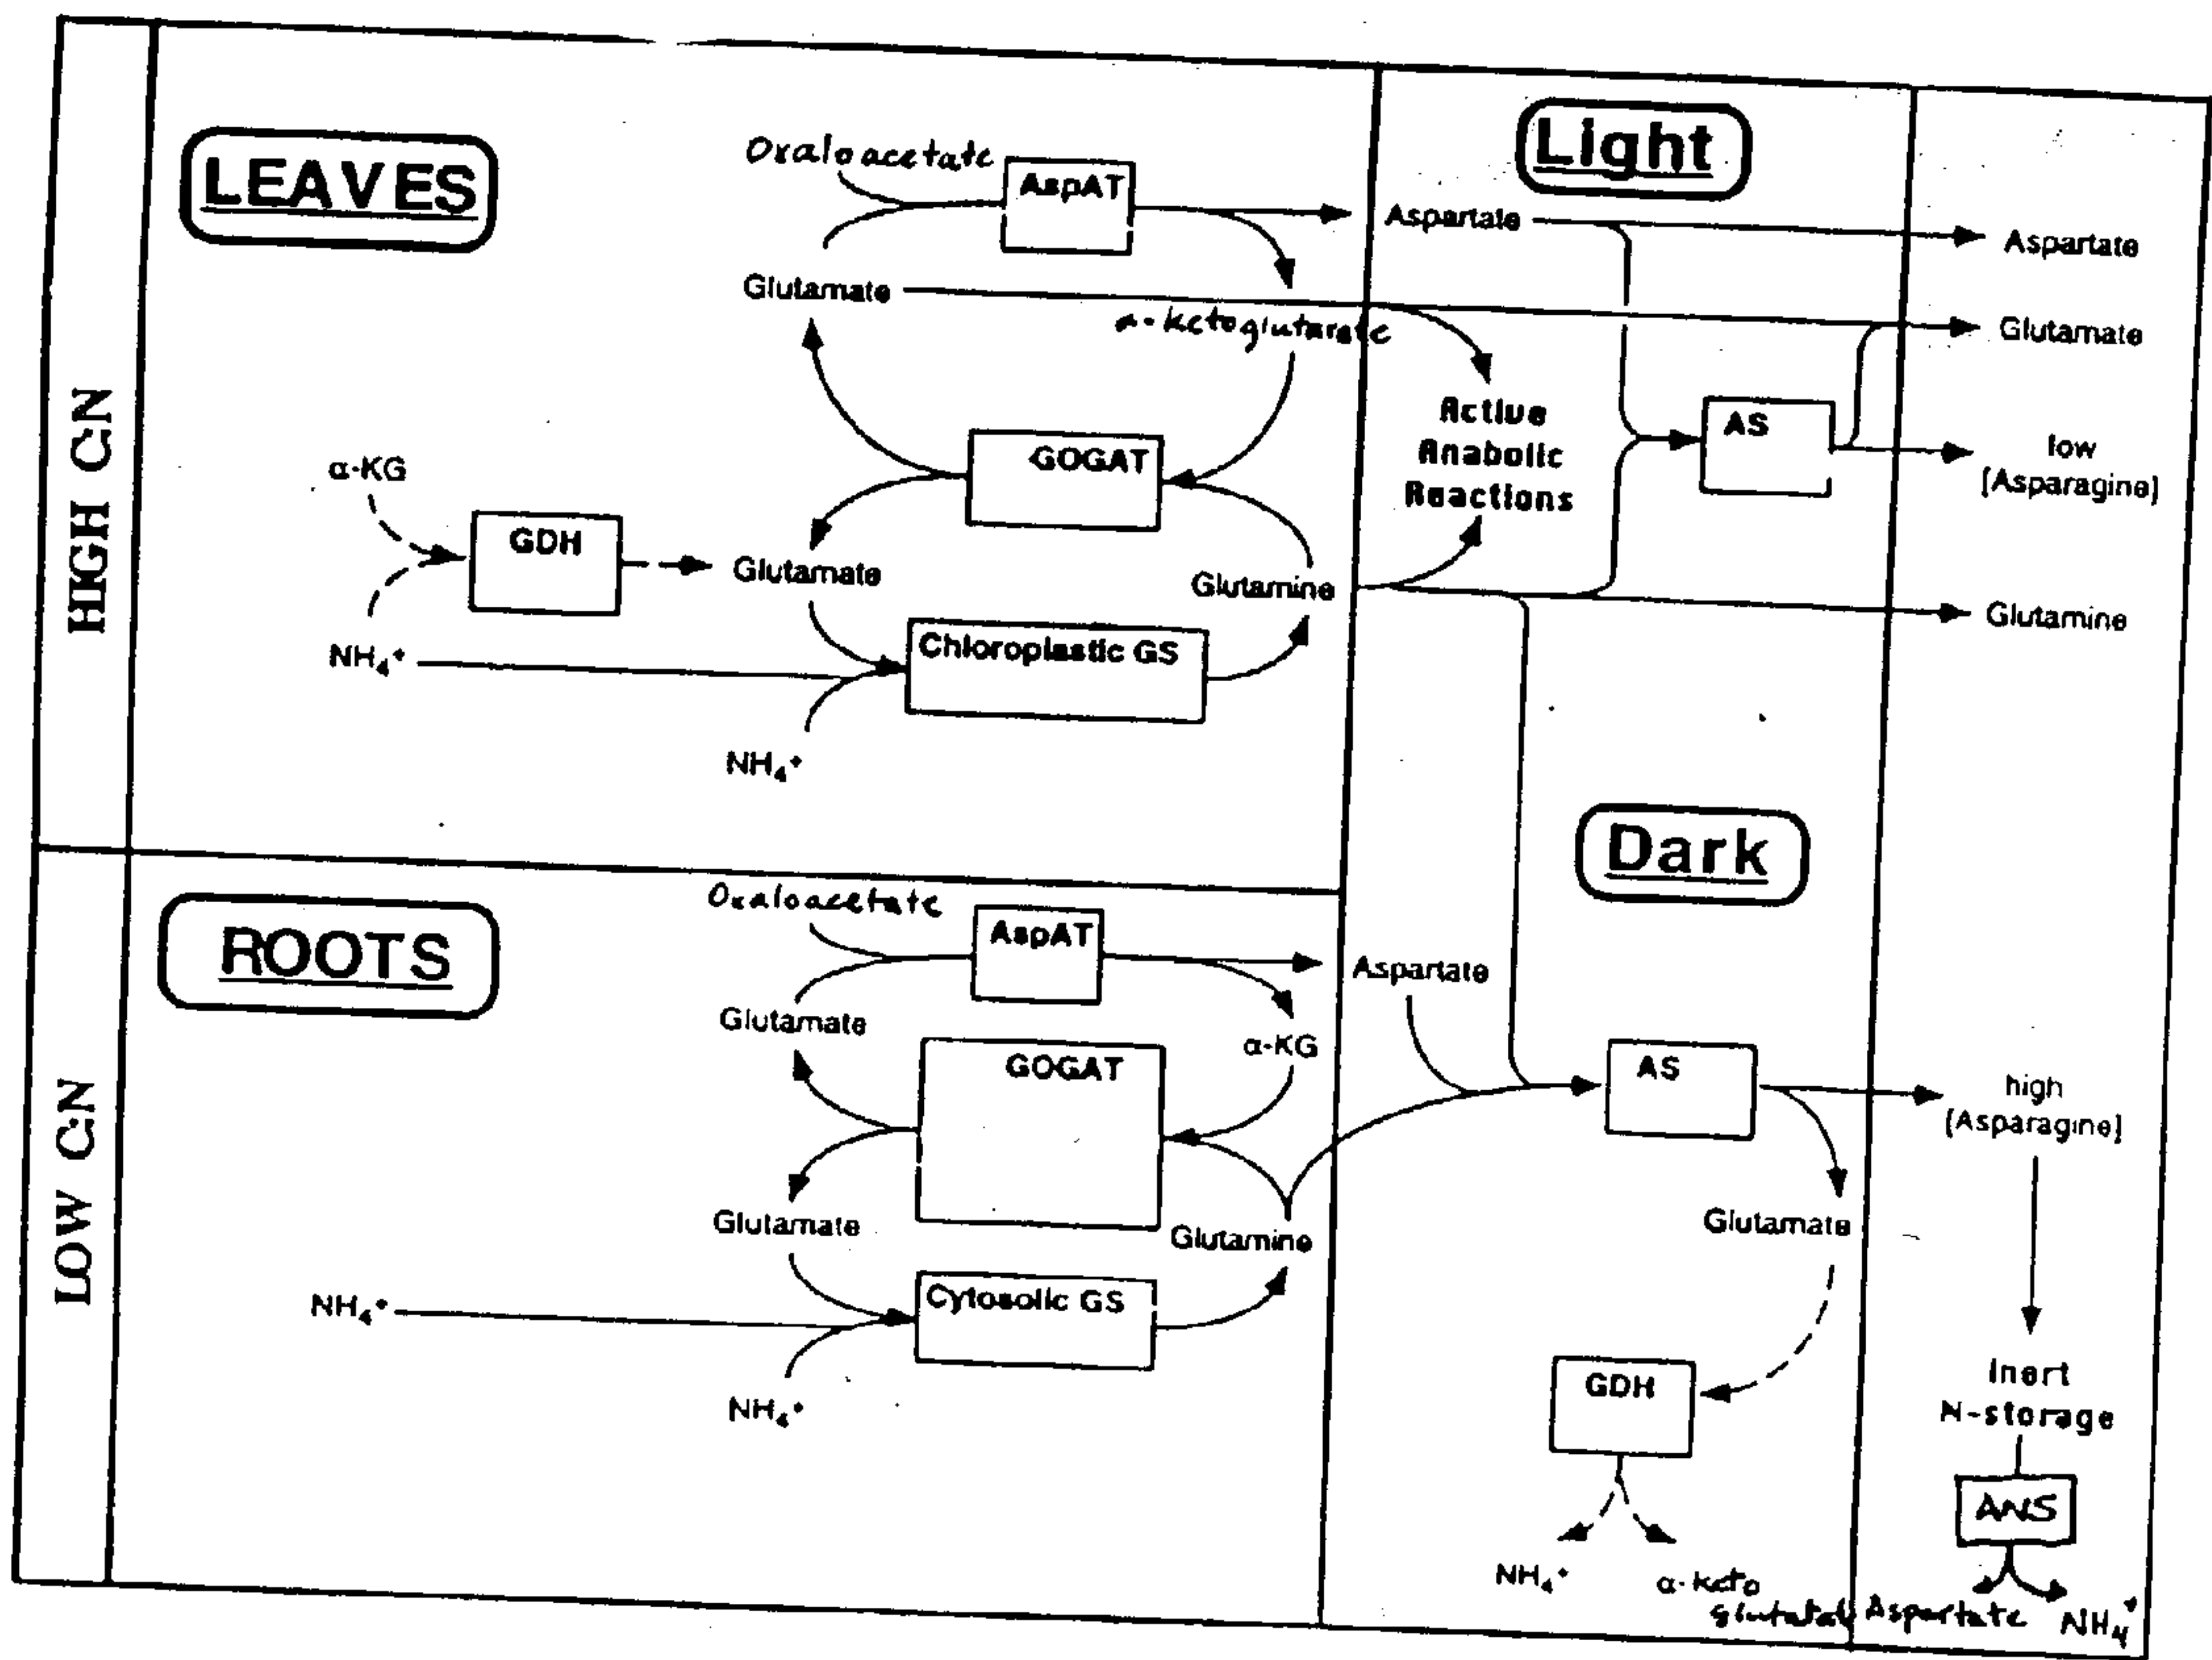 HIGH C:N
LEAVES
Oxaloacetate
AspAT
Glutamate
α-ketoglutarate
GOGAT
α-KG
GDH
Glutamate
Glutamine
NH₄⁺
Chloroplastic GS
NH₄⁺
Light
Aspartate
Aspartate
Glutamate
Active
Anabolic
Reactions
AS
low
[Asparagine]
Glutamine
LOW C:N
ROOTS
Oxaloacetate
AspAT
Glutamate
α-KG
GOGAT
Glutamate
Glutamine
NH₄⁺
Cytosolic GS
NH₄⁺
Dark
Aspartate
AS
high
[Asparagine]
Glutamate
GDH
Inert
N-storage
ANS
NH₄⁺
α-keto
Aspartate
NH₄⁺